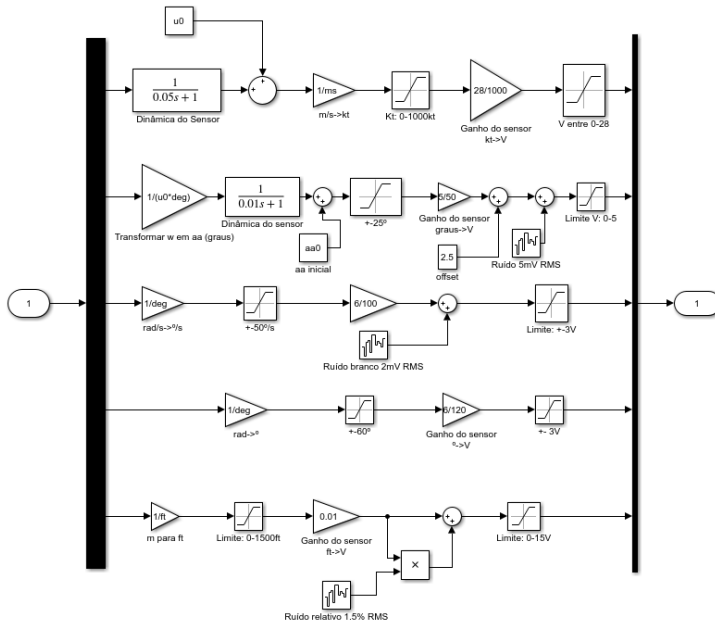 u0
1
0.05s + 1
Dinâmica do Sensor
+
+
1/ms
m/s->kt
Kt: 0-1000kt
28/1000
Ganho do sensor
kt->V
V entre 0-28
1/(u0*deg)
Transformar w em aa (graus)
1
0.01s + 1
Dinâmica do sensor
+
+
aa0
aa inicial
+-25º
5/50
Ganho do sensor
graus->V
2.5
offset
+
+
+
+
Ruído 5mV RMS
Limite V: 0-5
1
1/deg
rad/s->º/s
+-50º/s
6/100
Ruído branco 2mV RMS
+
+
Limite: +-3V
1
1/deg
rad->º
+-60º
6/120
Ganho do sensor
º->V
+- 3V
1/ft
m para ft
Limite: 0-1500ft
0.01
Ganho do sensor
ft->V
×
Ruído relativo 1.5% RMS
+
+
Limite: 0-15V